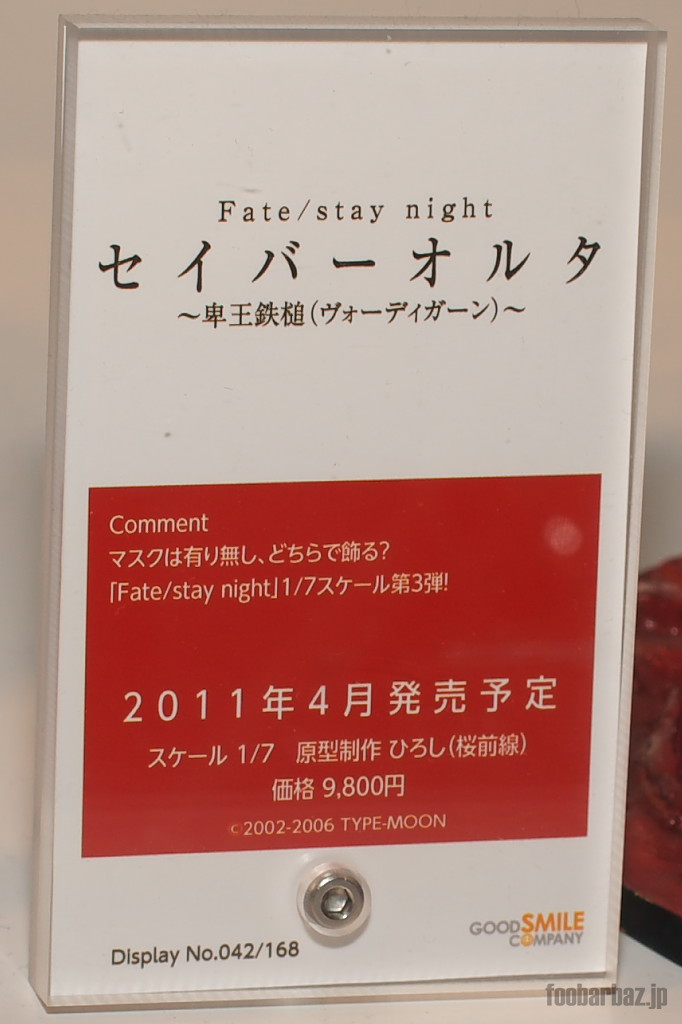 Fate/stay night
セイバーオルタ
～卑王鉄槌(ヴォーディガーン)～
Comment
マスクは有り無し、どちらで飾る?
「Fate/stay night」1/7スケール第3弾!
2011年4月発売予定
スケール 1/7 原型制作 ひろし(桜前線)
価格 9,800円
©2002-2006 TYPE-MOON
GOOD SMILE
COMPANY
Display No.042/168
foobarbaz.jp